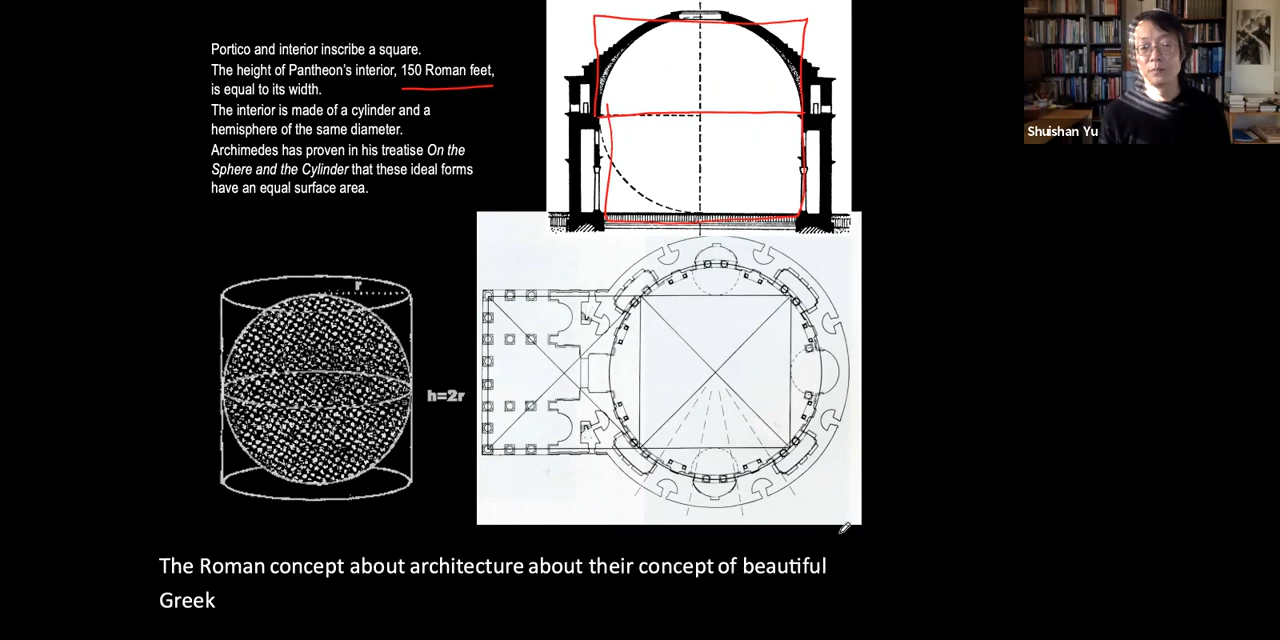 Portico and interior inscribe a square.
The height of Pantheon's interior, 150 Roman feet,
is equal to its width.
The interior is made of a cylinder and a
hemisphere of the same diameter.
Archimedes has proven in his treatise On the
Sphere and the Cylinder that these ideal forms
have an equal surface area.
Shuishan Yu
r
h=2r
The Roman concept about architecture about their concept of beautiful
Greek